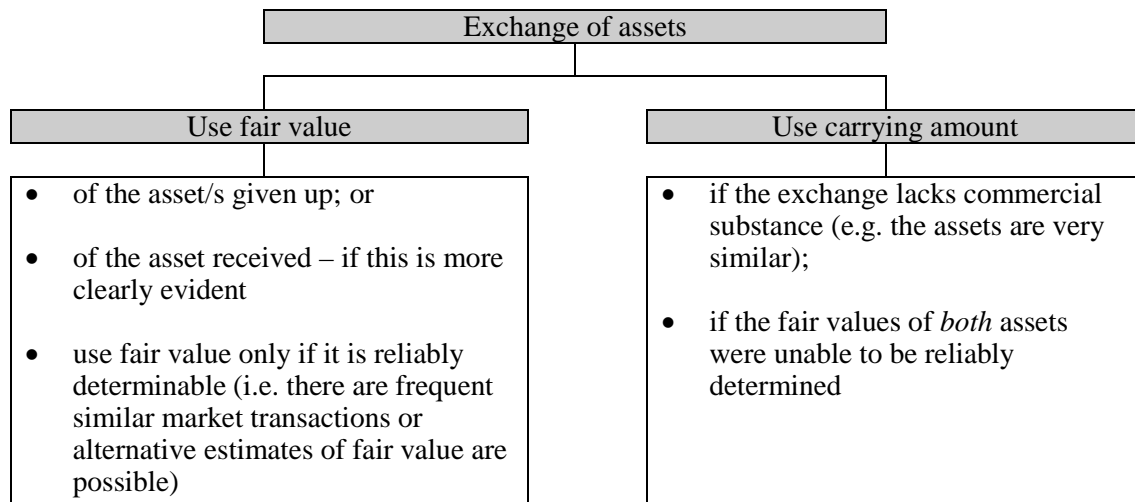 Exchange of assets
Use fair value
• of the asset/s given up; or
• of the asset received – if this is more
clearly evident
• use fair value only if it is reliably
determinable (i.e. there are frequent
similar market transactions or
alternative estimates of fair value are
possible)
Use carrying amount
• if the exchange lacks commercial
substance (e.g. the assets are very
similar);
• if the fair values of both assets
were unable to be reliably
determined